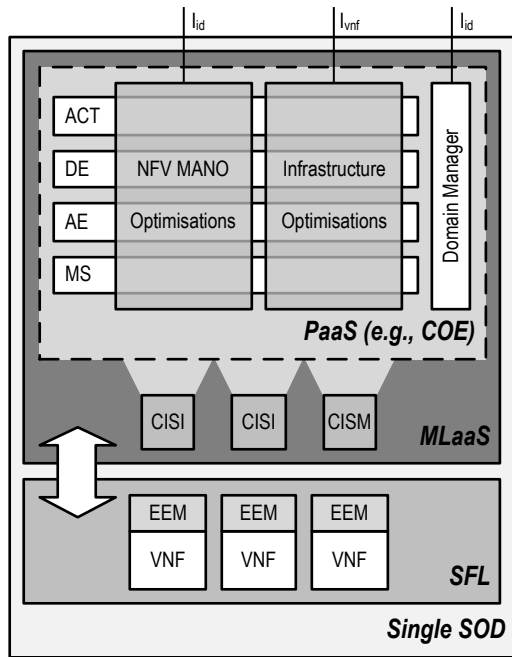 I_id
I_vnf
I_id
ACT
DE
NFV MANO
Infrastructure
AE
Optimisations
Optimisations
MS
Domain Manager
PaaS (e.g., COE)
CISI
CISI
CISM
MLaaS
EEM
EEM
EEM
VNF
VNF
VNF
SFL
Single SOD